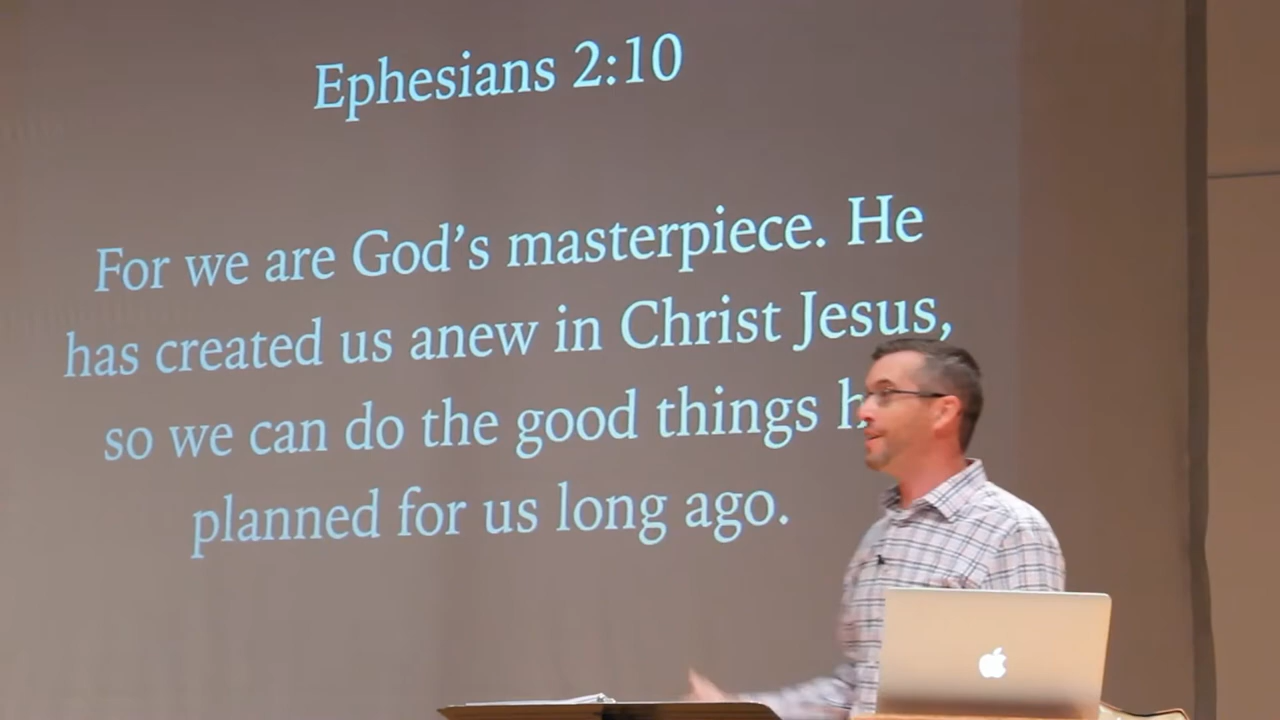 Ephesians 2:10
For we are God's masterpiece. He
has created us anew in Christ Jesus,
so we can do the good things
planned for us long ago.